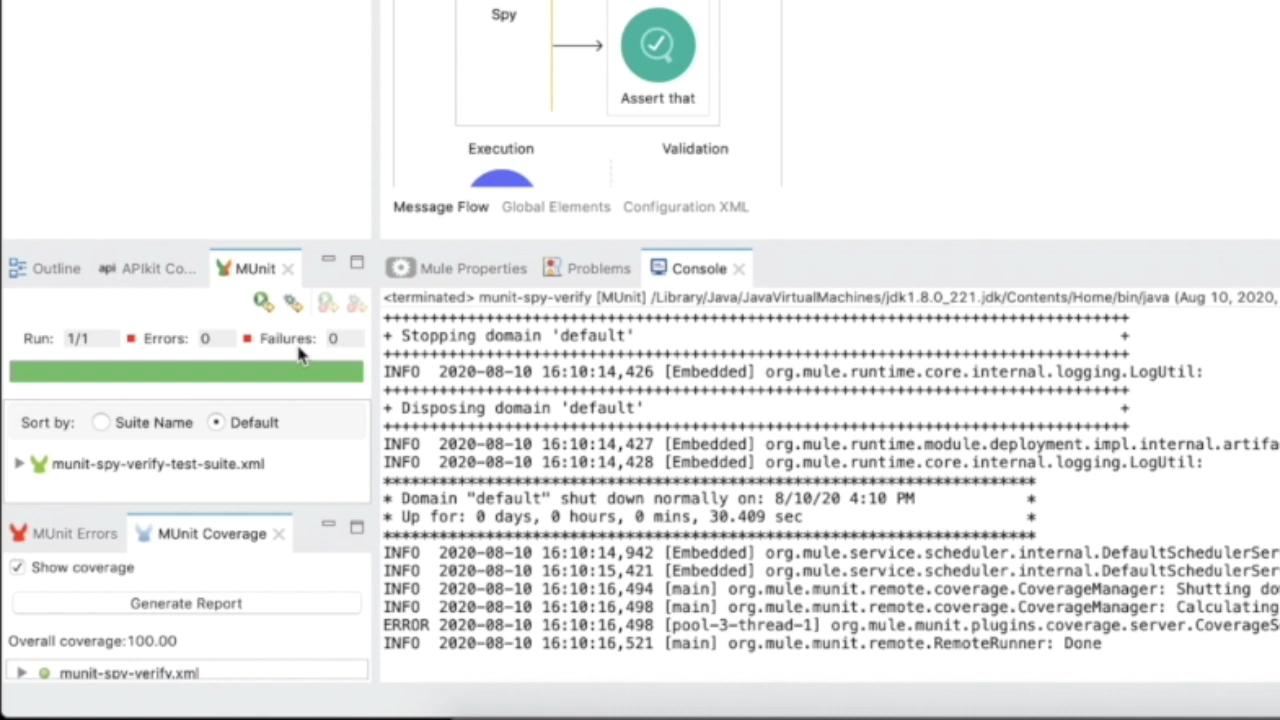 Spy
Assert that
Execution
Validation
Message Flow Global Elements Configuration XML
Outline api APIkit Co... MUnit
Run: 1/1 Errors: 0 Failures: 0
Sort by: Suite Name Default
munit-spy-verify-test-suite.xml
MUnit Errors MUnit Coverage
Show coverage
Generate Report
Overall coverage:100.00
munit-spy-verify.xml
Mule Properties Problems Console
<terminated> munit-spy-verify [MUnit] /Library/Java/JavaVirtualMachines/jdk1.8.0_221.jdk/Contents/Home/bin/java (Aug 10, 2020,
++++++++++++++++++++++++++++++++++++++++++++++++++++++++++++++++++++++++++++++++
+ Stopping domain 'default' +
++++++++++++++++++++++++++++++++++++++++++++++++++++++++++++++++++++++++++++++++
INFO 2020-08-10 16:10:14,426 [Embedded] org.mule.runtime.core.internal.logging.LogUtil:
++++++++++++++++++++++++++++++++++++++++++++++++++++++++++++++++++++++++++++++++
+ Disposing domain 'default' +
++++++++++++++++++++++++++++++++++++++++++++++++++++++++++++++++++++++++++++++++
INFO 2020-08-10 16:10:14,427 [Embedded] org.mule.runtime.module.deployment.impl.internal.artifa
INFO 2020-08-10 16:10:14,428 [Embedded] org.mule.runtime.core.internal.logging.LogUtil:
**********************************************************************
* Domain "default" shut down normally on: 8/10/20 4:10 PM *
* Up for: 0 days, 0 hours, 0 mins, 30.409 sec *
**********************************************************************
INFO 2020-08-10 16:10:14,942 [Embedded] org.mule.service.scheduler.internal.DefaultSchedulerSer
INFO 2020-08-10 16:10:15,421 [Embedded] org.mule.service.scheduler.internal.DefaultSchedulerSer
INFO 2020-08-10 16:10:16,494 [main] org.mule.munit.remote.coverage.CoverageManager: Shutting do
INFO 2020-08-10 16:10:16,498 [main] org.mule.munit.remote.coverage.CoverageManager: Calculating
ERROR 2020-08-10 16:10:16,498 [pool-3-thread-1] org.mule.munit.plugins.coverage.server.CoverageS
INFO 2020-08-10 16:10:16,521 [main] org.mule.munit.remote.RemoteRunner: Done